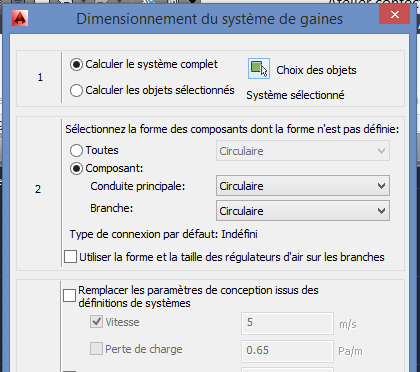 Dimensionnement du système de gaines
1
Calculer le système complet
Choix des objets
Calculer les objets sélectionnés
Système sélectionné
Sélectionnez la forme des composants dont la forme n'est pas définie:
Toutes
Circulaire
Composant:
2
Conduite principale:
Circulaire
Branche:
Circulaire
Type de connexion par défaut: Indéfini
Utiliser la forme et la taille des régulateurs d'air sur les branches
Remplacer les paramètres de conception issus des
définitions de systèmes
Vitesse
5
m/s
Perte de charge
0.65
Pa/m